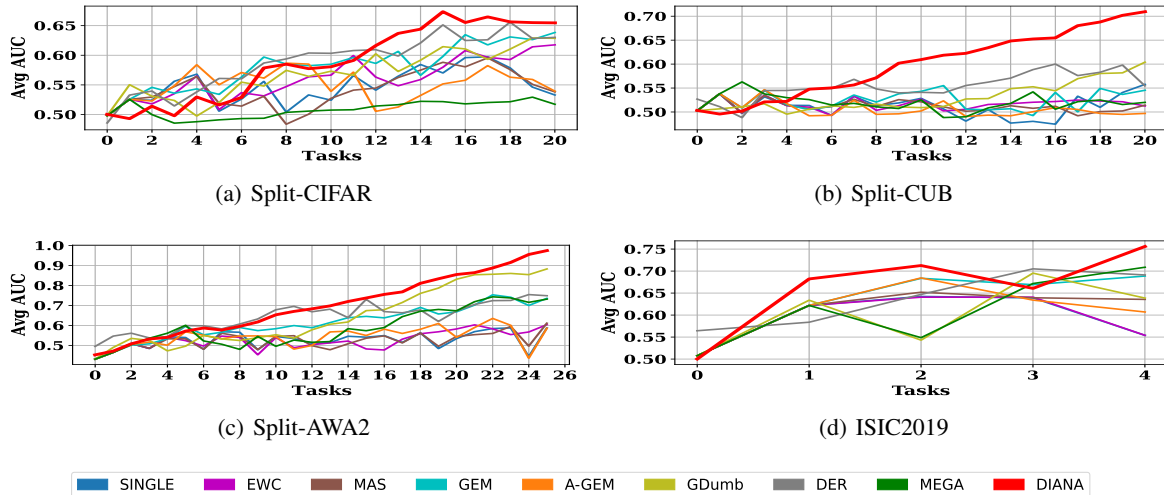 Avg AUC
0.65
0.60
0.55
0.50
0 2 4 6 8 10 12 14 16 18 20
Tasks
(a) Split-CIFAR
Avg AUC
0.70
0.65
0.60
0.55
0.50
0 2 4 6 8 10 12 14 16 18 20
Tasks
(b) Split-CUB
Avg AUC
1.0
0.9
0.8
0.7
0.6
0.5
0 2 4 6 8 10 12 14 16 18 20 22 24 26
Tasks
(c) Split-AWA2
Avg AUC
0.75
0.70
0.65
0.60
0.55
0.50
0 1 2 3 4
Tasks
(d) ISIC2019
SINGLE EWC MAS GEM A-GEM GDumb DER MEGA DIANA